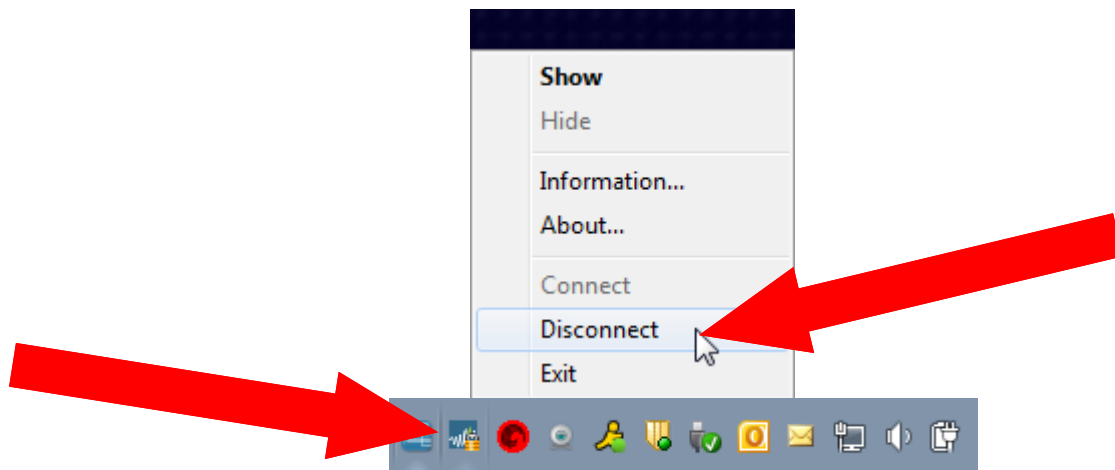 Show
Hide
Information...
About...
Connect
Disconnect
Exit